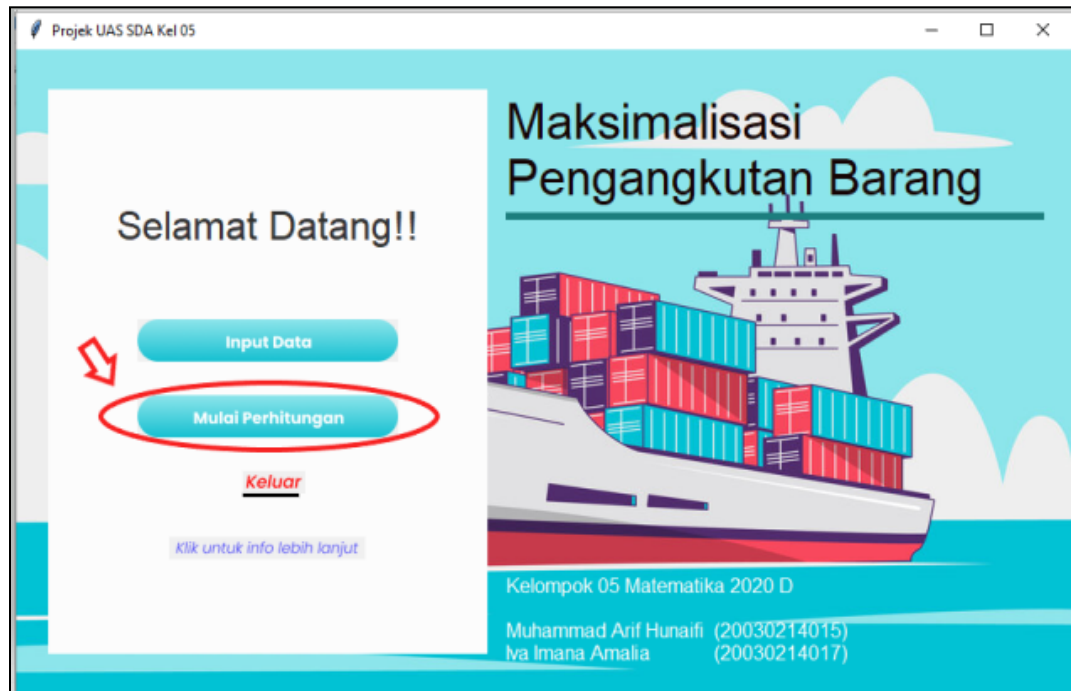 Projek UAS SDA Kel 05
Maksimalisasi
Pengangkutan Barang
Selamat Datang!!
Input Data
Mulai Perhitungan
Keluar
Klik untuk info lebih lanjut
Kelompok 05 Matematika 2020 D
Muhammad Arif Hunaifi (20030214015)
Iva Imana Amalia (20030214017)